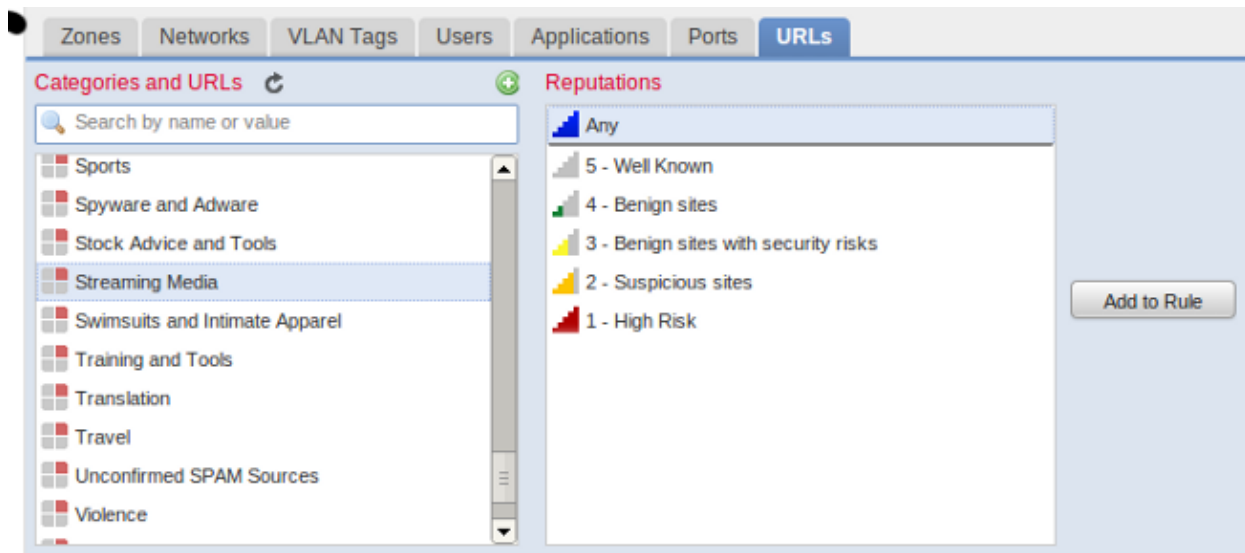 Zones Networks VLAN Tags Users Applications Ports URLs
Categories and URLs
Search by name or value
Sports
Spyware and Adware
Stock Advice and Tools
Streaming Media
Swimsuits and Intimate Apparel
Training and Tools
Translation
Travel
Unconfirmed SPAM Sources
Violence
Reputations
Any
5 - Well Known
4 - Benign sites
3 - Benign sites with security risks
2 - Suspicious sites
1 - High Risk
Add to Rule